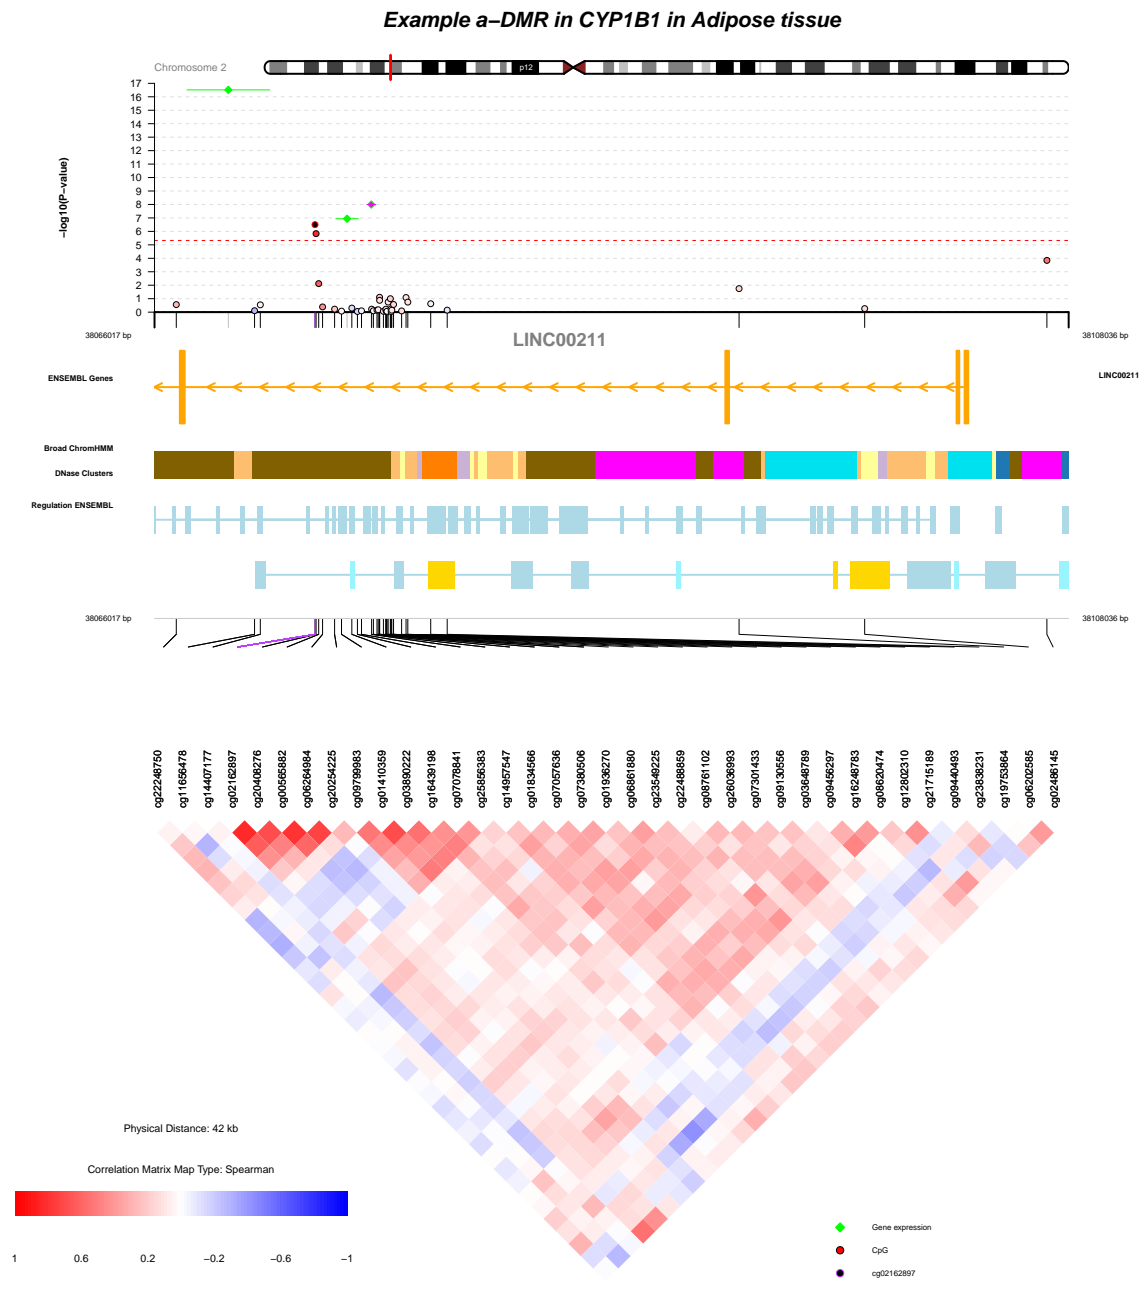 Example a–DMR in CYP1B1 in Adipose tissue
Chromosome 2
p12
–log10(P–value)
17
16
15
14
13
12
11
10
9
8
7
6
5
4
3
2
1
0
38066017 bp
38108036 bp
LINC00211
ENSEMBL Genes
LINC00211
Broad ChromHMM
DNase Clusters
Regulation ENSEMBL
38066017 bp
38108036 bp
cg22248750
cg11656478
cg14407177
cg02162897
cg20408276
cg00565882
cg06264984
cg20254225
cg09799983
cg01410359
cg03890222
cg16439198
cg07078841
cg25856383
cg14957547
cg01834566
cg07057636
cg07380506
cg01936270
cg06661880
cg23549225
cg22488859
cg08761102
cg26036993
cg07301433
cg09130556
cg03648789
cg09456297
cg16248783
cg08620474
cg12802310
cg21715189
cg09440493
cg23838231
cg19753864
cg06202585
cg02486145
Physical Distance: 42 kb
Correlation Matrix Map Type: Spearman
1 0.6 0.2 –0.2 –0.6 –1
Gene expression
CpG
cg02162897